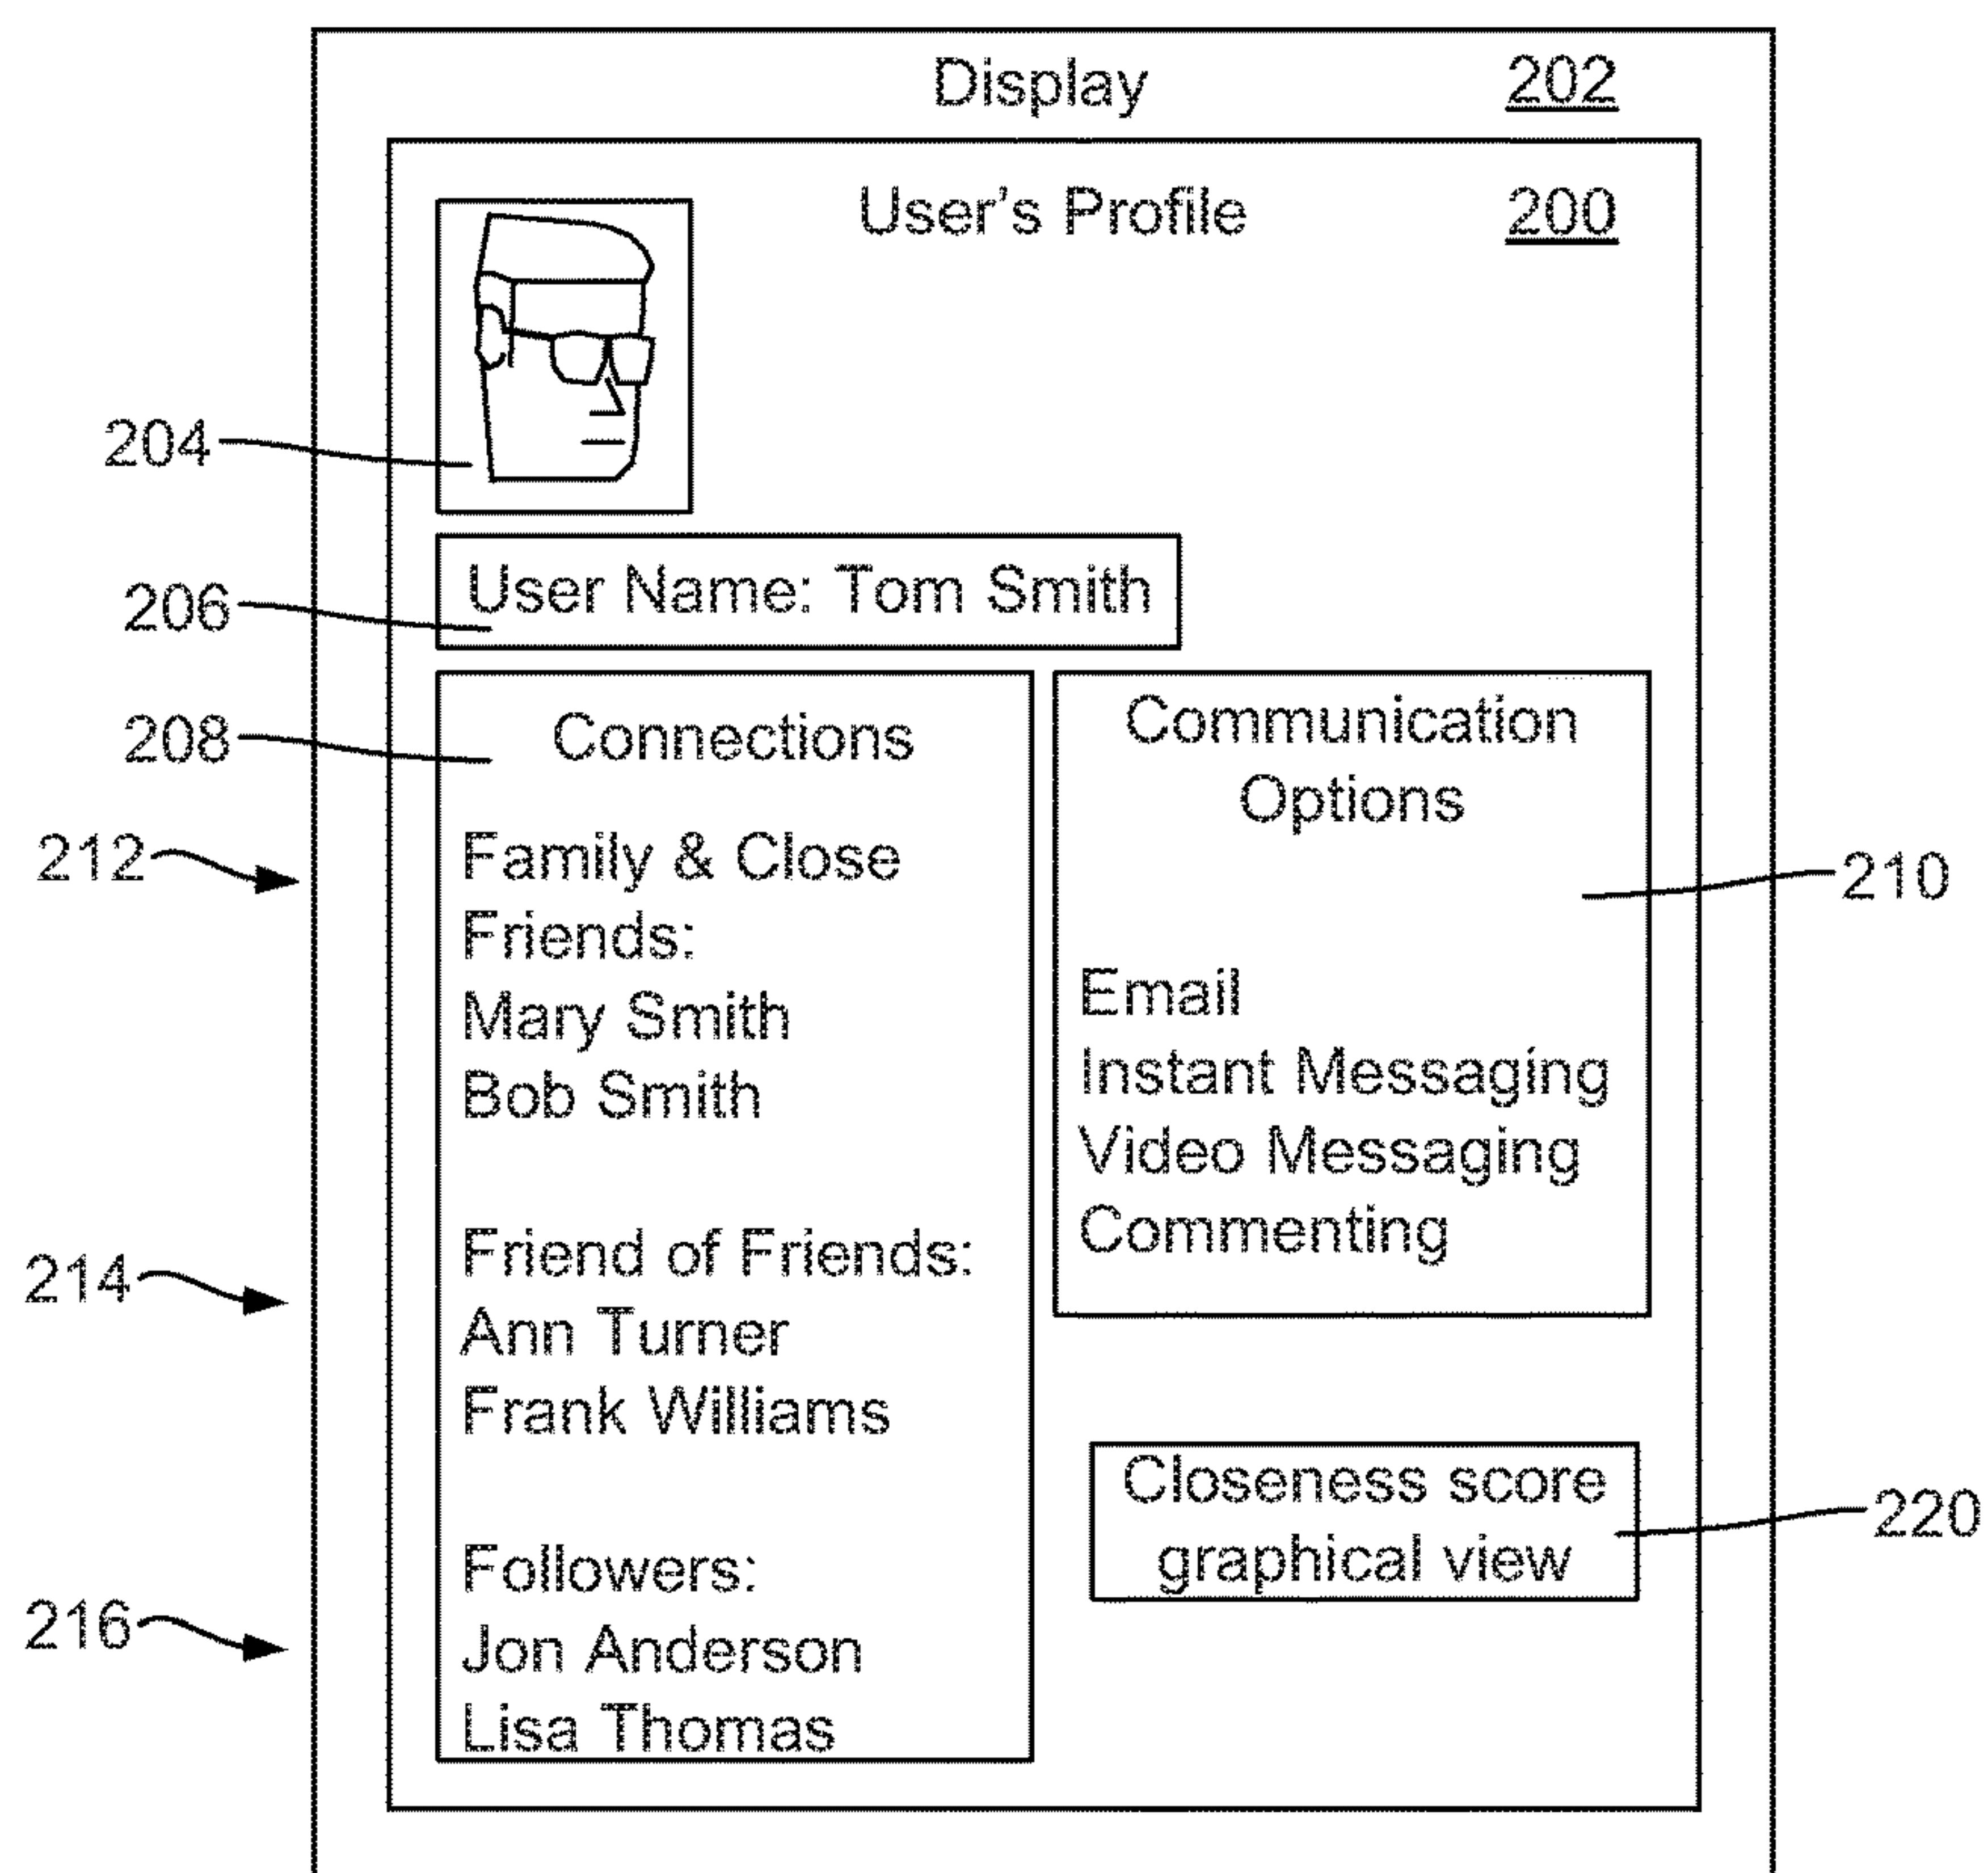 Display 202
User's Profile 200
204
User Name: Tom Smith
206
208
Connections
212
Family & Close
Friends:
Mary Smith
Bob Smith
214
Friend of Friends:
Ann Turner
Frank Williams
216
Followers:
Jon Anderson
Lisa Thomas
Communication
Options
210
Email
Instant Messaging
Video Messaging
Commenting
Closeness score
graphical view
220